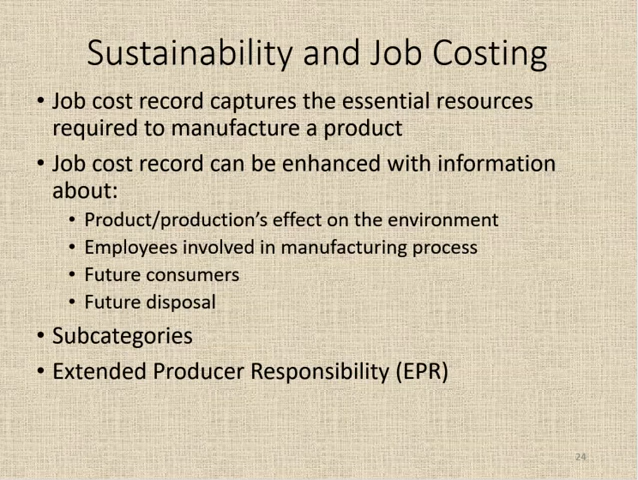 Sustainability and Job Costing
• Job cost record captures the essential resources
required to manufacture a product
• Job cost record can be enhanced with information
about:
• Product/production's effect on the environment
• Employees involved in manufacturing process
• Future consumers
• Future disposal
• Subcategories
• Extended Producer Responsibility (EPR)
24